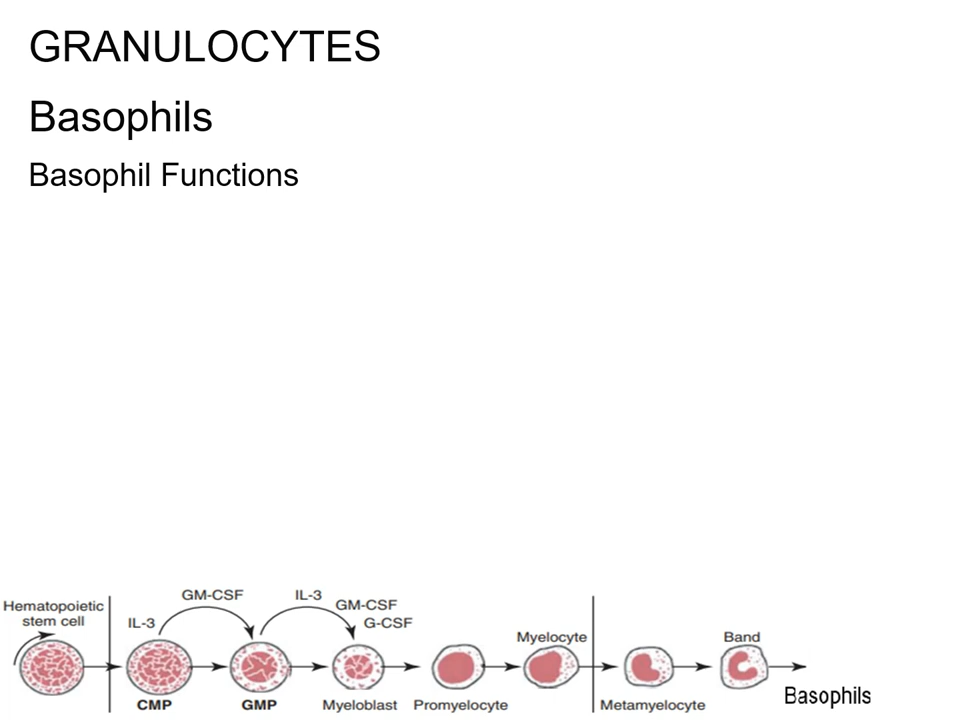 GRANULOCYTES
Basophils
Basophil Functions
Hematopoietic
stem cell
IL-3
GM-CSF
IL-3
GM-CSF
G-CSF
Myelocyte
Band
CMP
GMP
Myeloblast
Promyelocyte
Metamyelocyte
Basophils